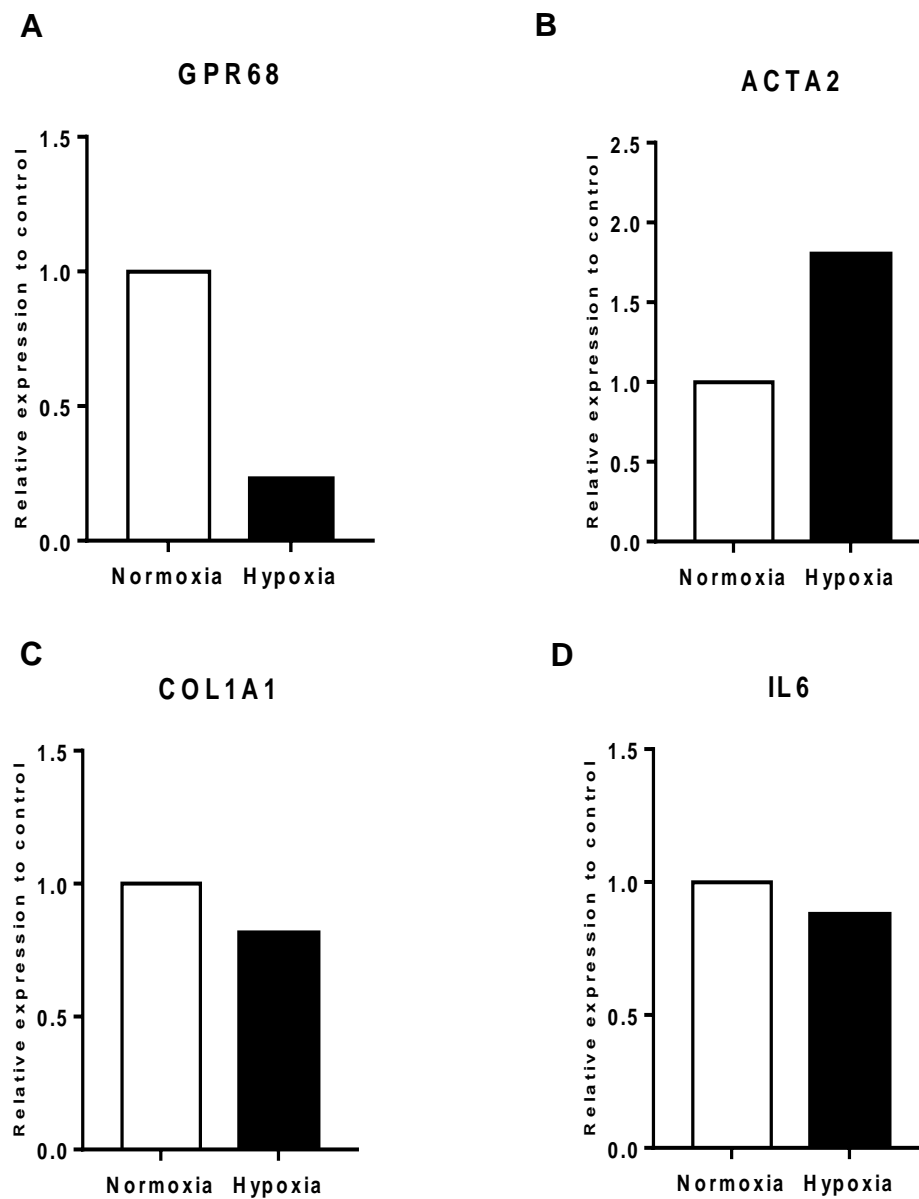 A
GPR68
Relative expression to control
1.5
1.0
0.5
0.0
Normoxia Hypoxia
B
ACTA2
Relative expression to control
2.5
2.0
1.5
1.0
0.5
0.0
Normoxia Hypoxia
C
COL1A1
Relative expression to control
1.5
1.0
0.5
0.0
Normoxia Hypoxia
D
IL6
Relative expression to control
1.5
1.0
0.5
0.0
Normoxia Hypoxia